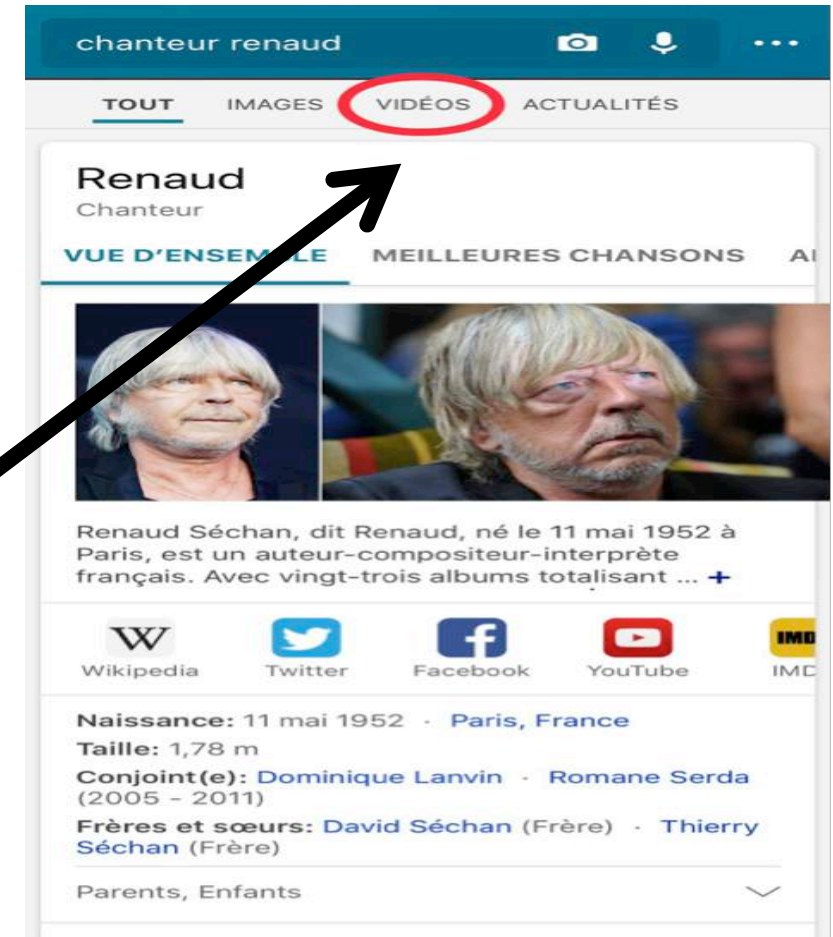 chanteur renaud
TOUT IMAGES VIDÉOS ACTUALITÉS
Renaud
Chanteur
VUE D'ENSEMBLE MEILLEURES CHANSONS
Renaud Séchan, dit Renaud, né le 11 mai 1952 à
Paris, est un auteur-compositeur-interprète
français. Avec vingt-trois albums totalisant ... +
W
Wikipedia Twitter Facebook YouTube
Naissance: 11 mai 1952 · Paris, France
Taille: 1,78 m
Conjoint(e): Dominique Lanvin · Romane Serda
(2005 - 2011)
Frères et sœurs: David Séchan (Frère) · Thierry
Séchan (Frère)
Parents, Enfants